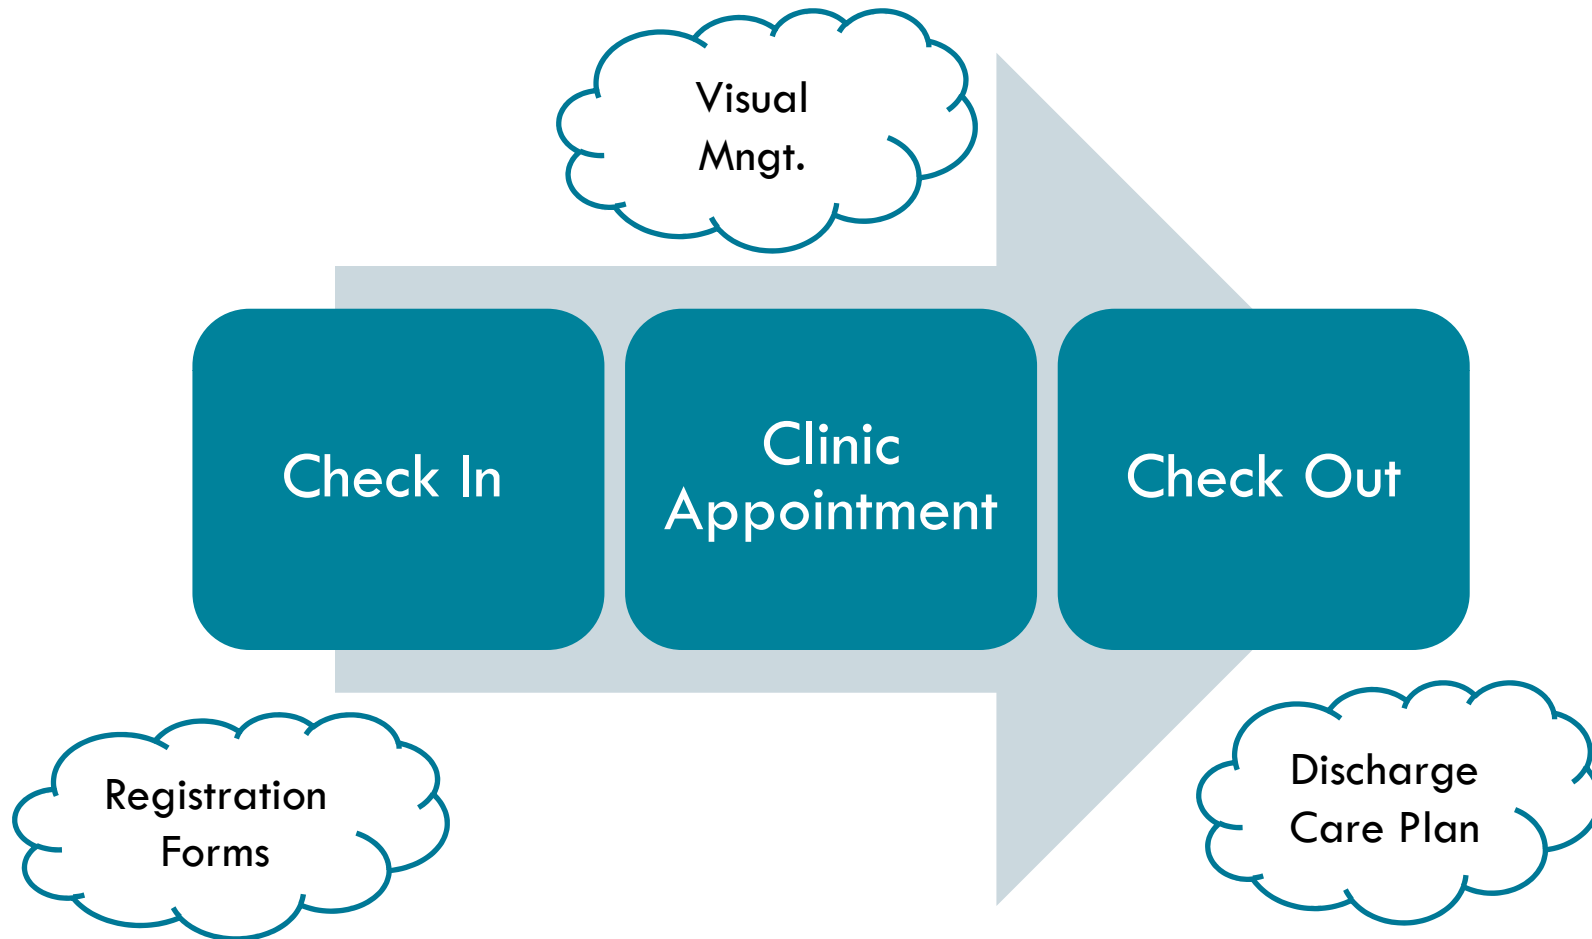 Visual
Mngt.
Check In
Clinic
Appointment
Check Out
Registration
Forms
Discharge
Care Plan